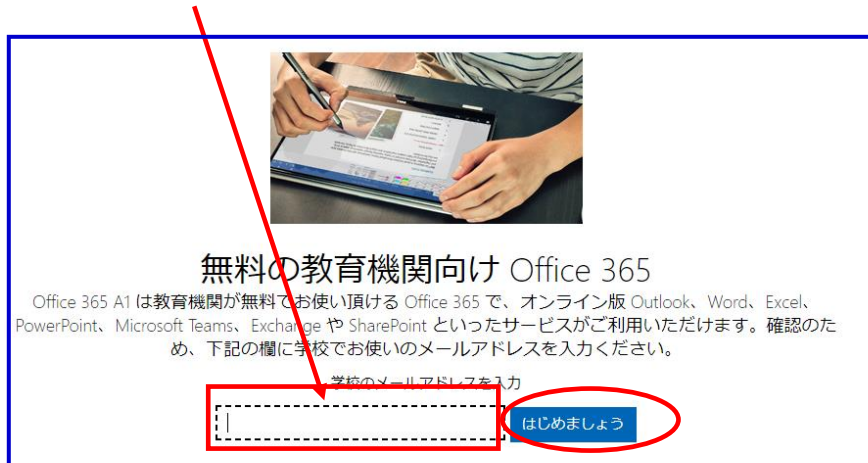 無料の教育機関向け Office 365
Office 365 A1 は教育機関が無料でお使い頂ける Office 365 で、オンライン版 Outlook、Word、Excel、
PowerPoint、Microsoft Teams、Exchange や SharePoint といったサービスがご利用いただけます。確認のた
め、下記の欄に学校でお使いのメールアドレスを入力ください。
学校のメールアドレスを入力
はじめましょう